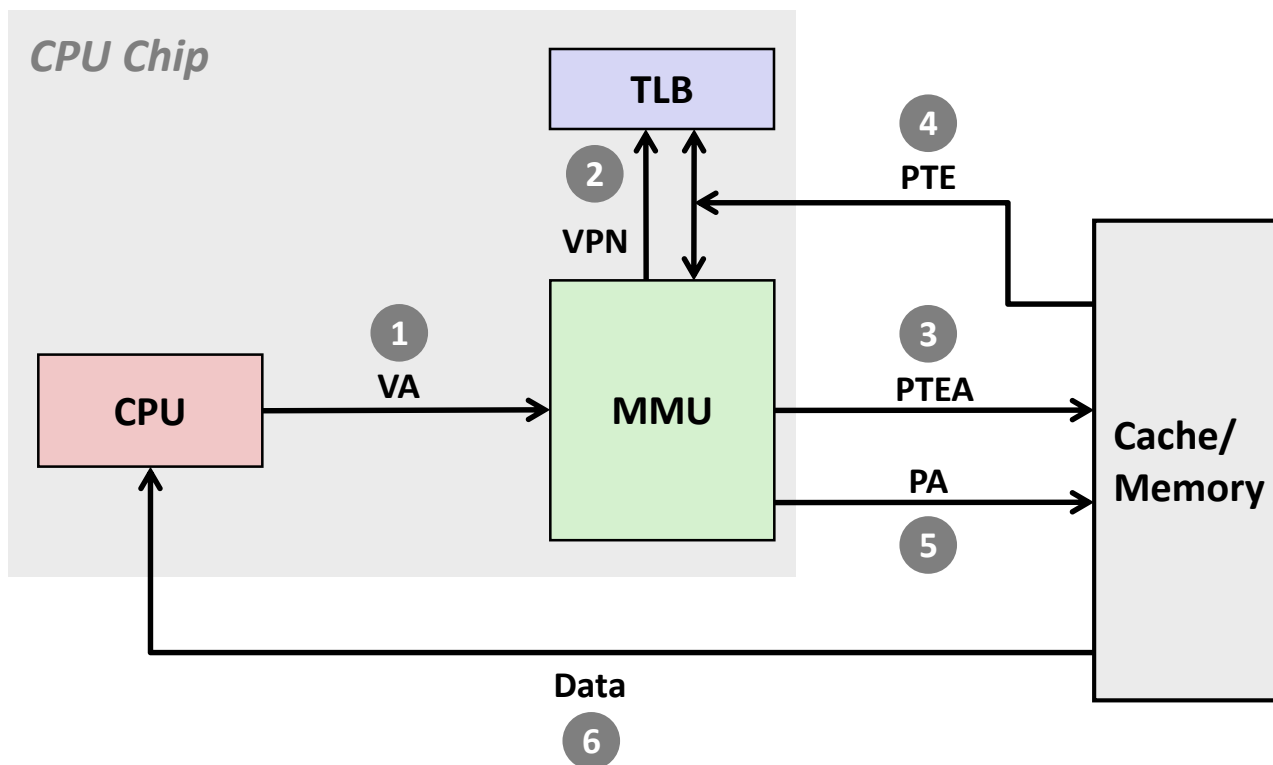 CPU Chip
TLB
4
PTE
2
VPN
1
VA
3
PTEA
CPU
MMU
Cache/
Memory
PA
5
Data
6